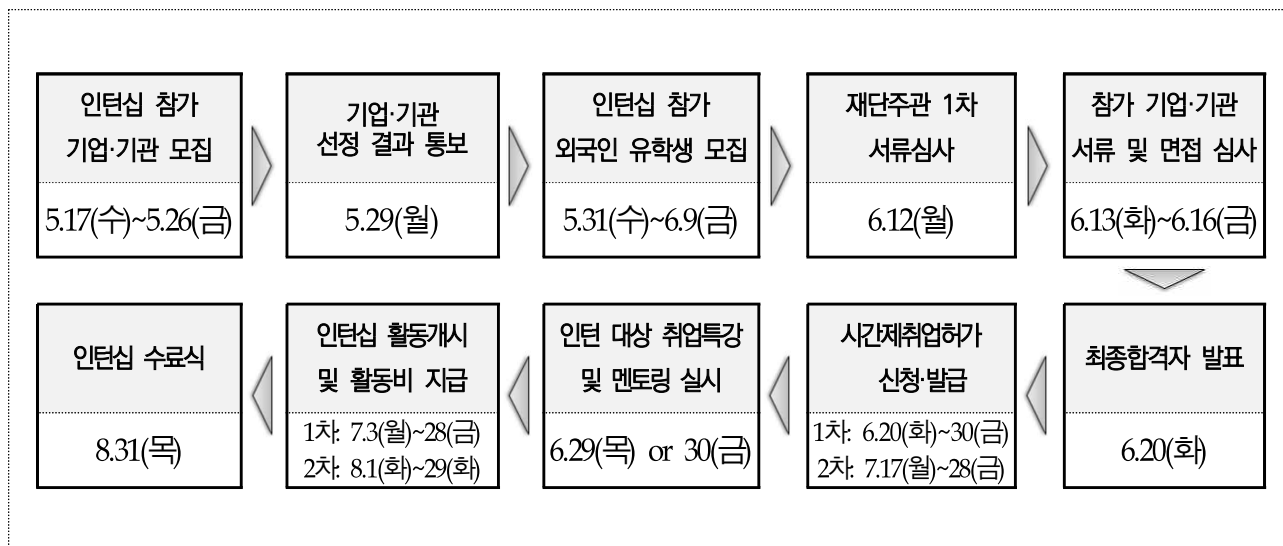 인턴십 참가
기업·기관 모집
5.17(수)~5.26(금)
기업·기관
선정 결과 통보
5.29(월)
인턴십 참가
외국인 유학생 모집
5.31(수)~6.9(금)
재단주관 1차
서류심사
6.12(월)
참가 기업·기관
서류 및 면접 심사
6.13(화)~6.16(금)
최종합격자 발표
6.20(화)
시간제취업허가
신청·발급
1차: 6.20(화)~30(금)
2차: 7.17(월)~28(금)
인턴 대상 취업특강
및 멘토링 실시
6.29(목) or 30(금)
인턴십 활동개시
및 활동비 지급
1차: 7.3(월)~28(금)
2차: 8.1(화)~29(화)
인턴십 수료식
8.31(목)